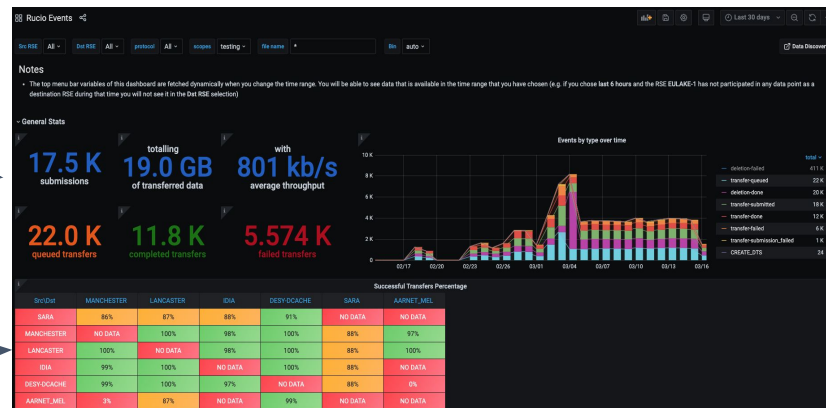 Rucio Events
Last 30 days
Src RSE All Dst RSE All protocol All scopes testing file name * Bin auto
Data Discover
Notes
• The top menu bar variables of this dashboard are fetched dynamically when you change the time range. You will be able to see data that is available in the time range that you have chosen (e.g. if you chose last 6 hours and the RSE EULAKE-1 has not participated in any data point as a
destination RSE during that time you will not see it in the Dst RSE selection)
General Stats
17.5 K
submissions
totalling
19.0 GB
of transferred data
with
801 kb/s
average throughput
22.0 K
queued transfers
11.8 K
completed transfers
5.574 K
failed transfers
Events by type over time
10 K
8 K
6 K
4 K
2 K
0
02/17 02/20 02/23 02/26 03/01 03/04 03/07 03/10 03/13 03/16
total
deletion-failed 411 K
transfer-queued 22 K
deletion-done 20 K
transfer-submitted 18 K
transfer-done 12 K
transfer-failed 6 K
transfer-submission_failed 1 K
CREATE_DTS 24
Successful Transfers Percentage
Src\Dst MANCHESTER LANCASTER IDIA DESY-DCACHE SARA AARNET_MEL
SARA 86% 87% 88% 91% NO DATA NO DATA
MANCHESTER NO DATA 100% 98% 100% 88% 97%
LANCASTER 100% NO DATA 98% 100% 88% 100%
IDIA 99% 100% NO DATA 100% 88% NO DATA
DESY-DCACHE 99% 100% 97% NO DATA 88% 0%
AARNET_MEL 3% 87% NO DATA 99% NO DATA NO DATA